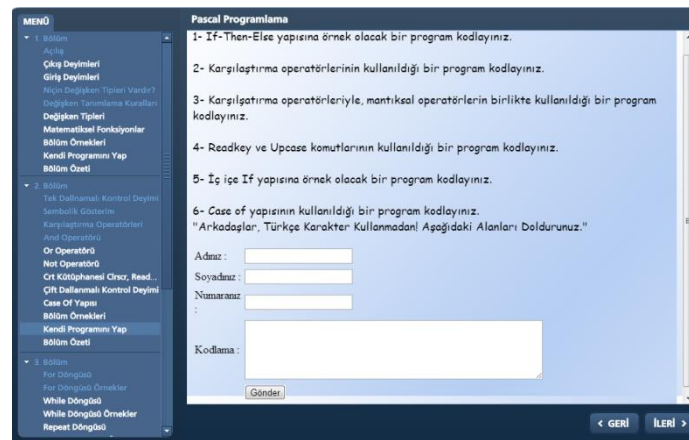 MENÜ
1. Bölüm
Açılış
Çıkış Deyimleri
Giriş Deyimleri
Niçin Değişken Tipleri Vardır?
Değişken Tanımlama Kuralları
Değişken Tipleri
Matematiksel Fonksiyonlar
Bölüm Örnekleri
Kendi Programını Yap
Bölüm Özeti
2. Bölüm
Tek Dallnamalı Kontrol Deyimi
Sembolik Gösterim
Karşılaştırma Operatörleri
And Operatörü
Or Operatörü
Not Operatörü
Crt Kütüphanesi Clrscr, Read...
Çift Dallanmalı Kontrol Deyimi
Case Of Yapısı
Bölüm Örnekleri
Kendi Programını Yap
Bölüm Özeti
3. Bölüm
For Döngüsü
For Döngüsü Örnekler
While Döngüsü
While Döngüsü Örnekler
Repeat Döngüsü
Pascal Programlama
1- If-Then-Else yapısına örnek olacak bir program kodlayınız.
2- Karşılaştırma operatörlerinin kullanıldığı bir program kodlayınız.
3- Karşılşatırma operatörleriyle, mantıksal operatörlerin birlikte kullanıldığı bir program
kodlayınız.
4- Readkey ve Upcase komutlarının kullanıldığı bir program kodlayınız.
5- İç içe If yapısına örnek olacak bir program kodlayınız.
6- Case of yapısının kullanıldığı bir program kodlayınız.
"Arkadaşlar, Türkçe Karakter Kullanmadan! Aşağıdaki Alanları Doldurunuz."
Adınız :
Soyadınız :
Numaranız
:
Kodlama :
Gönder
< GERİ
İLERİ >